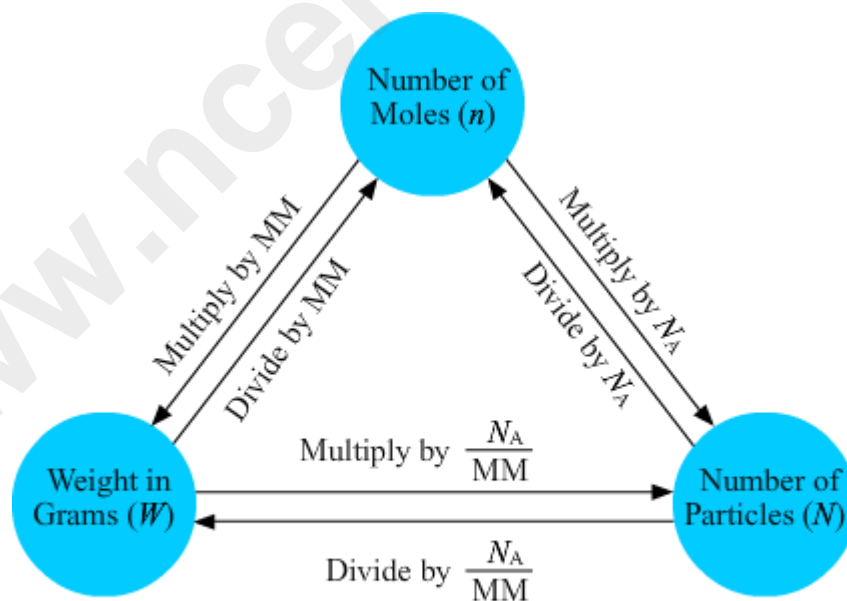 www.nce
Number of
Moles (n)
Multiply by MM
Divide by MM
Multiply by NA
Divide by NA
Weight in
Grams (W)
Multiply by NA/MM
Number of
Particles (N)
Divide by NA/MM